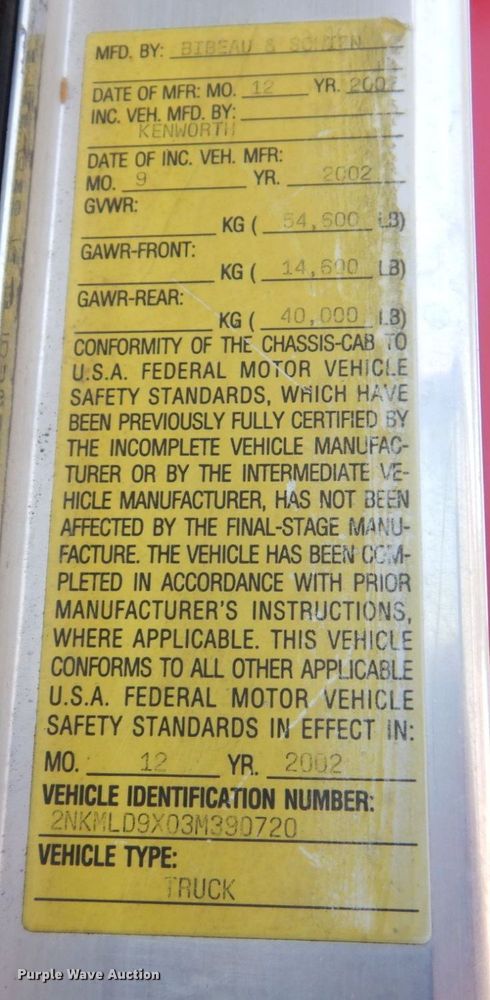 MFD. BY: BIBEAU &
DATE OF MFR: MO. 12 YR. 2002
INC. VEH. MFD. BY:
KENWORTH
DATE OF INC. VEH. MFR:
MO. 9 YR. 2002
GVWR:
KG ( 54,600 LB)
GAWR-FRONT:
KG ( 14,600 LB)
GAWR-REAR:
KG ( 40,000 LB)
CONFORMITY OF THE CHASSIS-CAB TO
U.S.A. FEDERAL MOTOR VEHICLE
SAFETY STANDARDS, WHICH HAVE
BEEN PREVIOUSLY FULLY CERTIFIED BY
THE INCOMPLETE VEHICLE MANUFAC-
TURER OR BY THE INTERMEDIATE VE-
HICLE MANUFACTURER, HAS NOT BEEN
AFFECTED BY THE FINAL-STAGE MANU-
FACTURE. THE VEHICLE HAS BEEN COM-
PLETED IN ACCORDANCE WITH PRIOR
MANUFACTURER'S INSTRUCTIONS,
WHERE APPLICABLE. THIS VEHICLE
CONFORMS TO ALL OTHER APPLICABLE
U.S.A. FEDERAL MOTOR VEHICLE
SAFETY STANDARDS IN EFFECT IN:
MO. 12 YR. 2002
VEHICLE IDENTIFICATION NUMBER:
2NKMLD9X03M390720
VEHICLE TYPE:
TRUCK
Purple Wave Auction